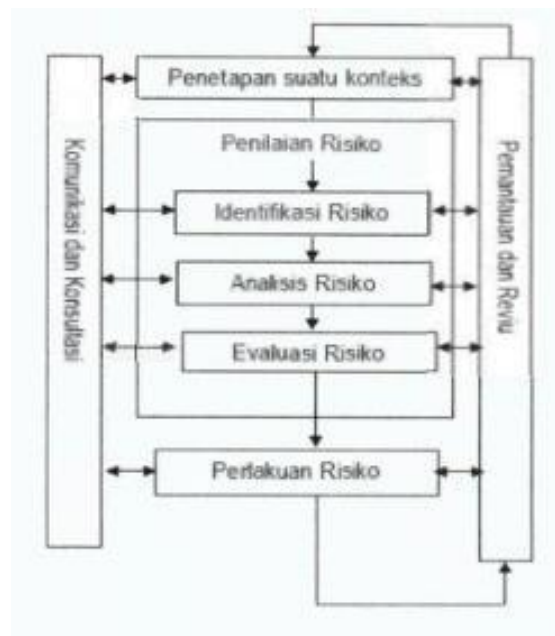 Penetapan suatu konteks
Penilaian Risiko
Identifikasi Risiko
Analisis Risiko
Evaluasi Risiko
Perlakuan Risiko
Komunikasi dan Konsultasi
Pemantauan dan Reviu